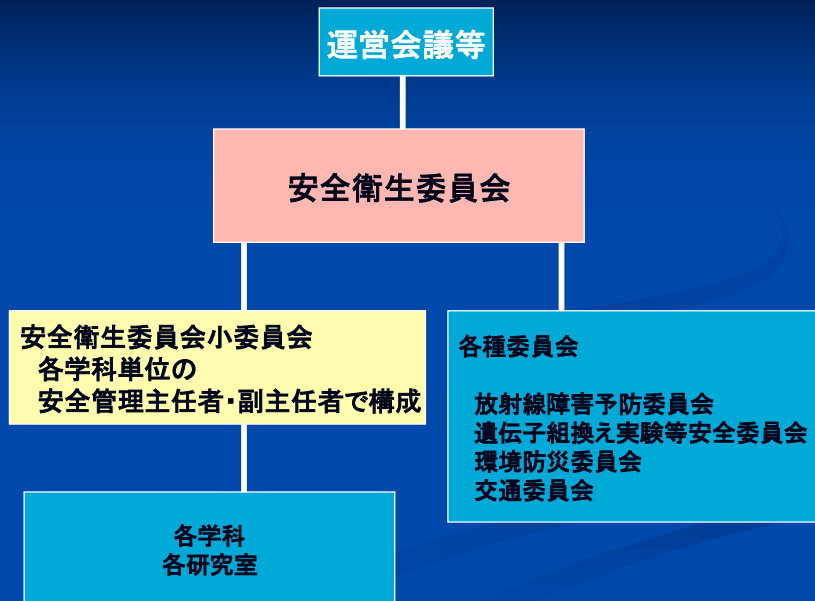 運営会議等
安全衛生委員会
安全衛生委員会小委員会
各学科単位の
安全管理主任者・副主任者で構成
各種委員会
放射線障害予防委員会
遺伝子組換え実験等安全委員会
環境防災委員会
交通委員会
各学科
各研究室